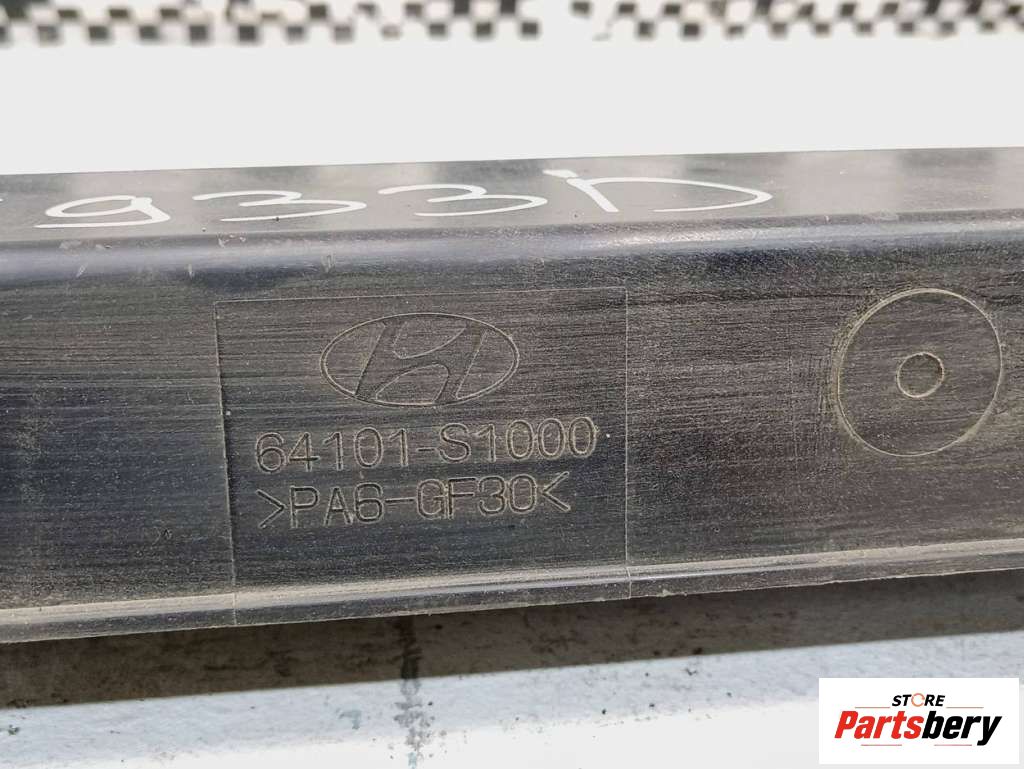 933D
64101-S1000
>PA6-GF30<
STORE
Partsbery